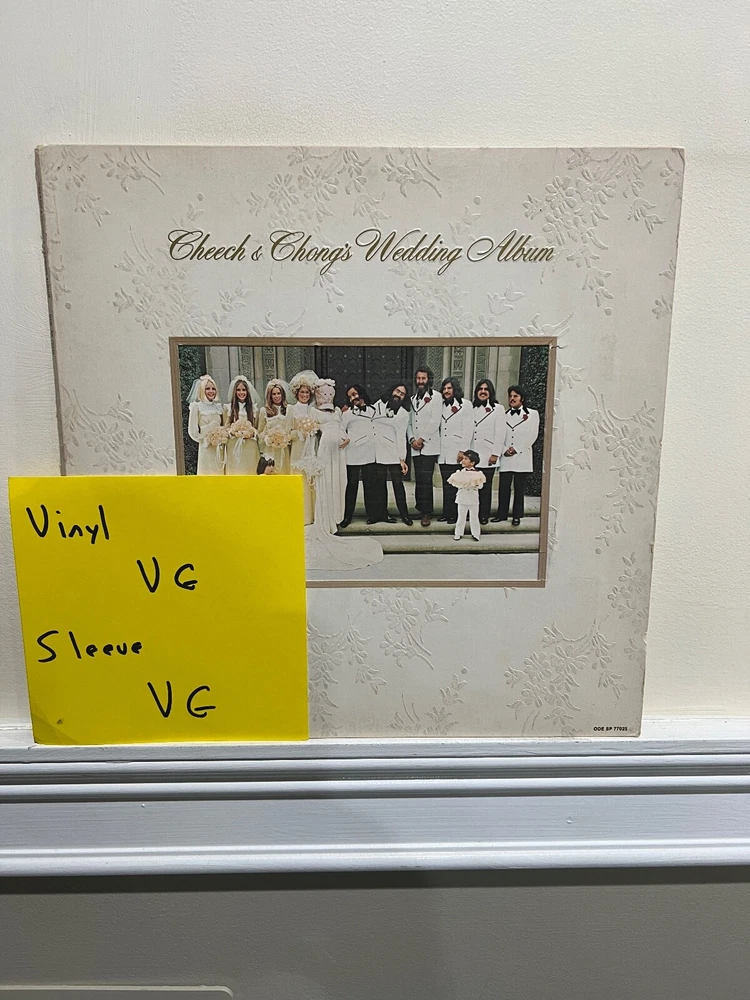 Cheech & Chong's Wedding Album
Vinyl
VG
Sleeve
VG
ODE SP 77025